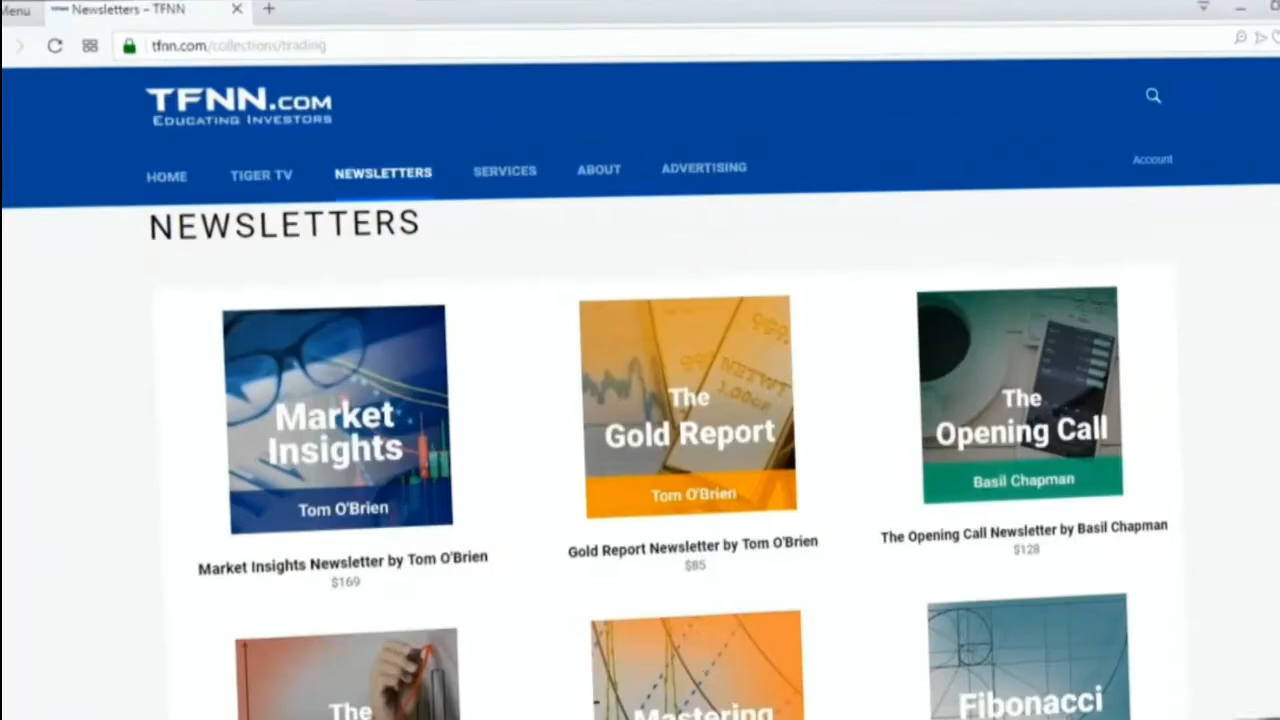 Menu
Newsletters – TFNN
tfnn.com/collections/trading
TFNN.COM
EDUCATING INVESTORS
HOME
TIGER TV
NEWSLETTERS
SERVICES
ABOUT
ADVERTISING
Account
NEWSLETTERS
Market
Insights
Tom O'Brien
Market Insights Newsletter by Tom O'Brien
$169
The
Gold Report
Tom O'Brien
Gold Report Newsletter by Tom O'Brien
$85
The
Opening Call
Basil Chapman
The Opening Call Newsletter by Basil Chapman
$128
The
Mastering
Fibonacci